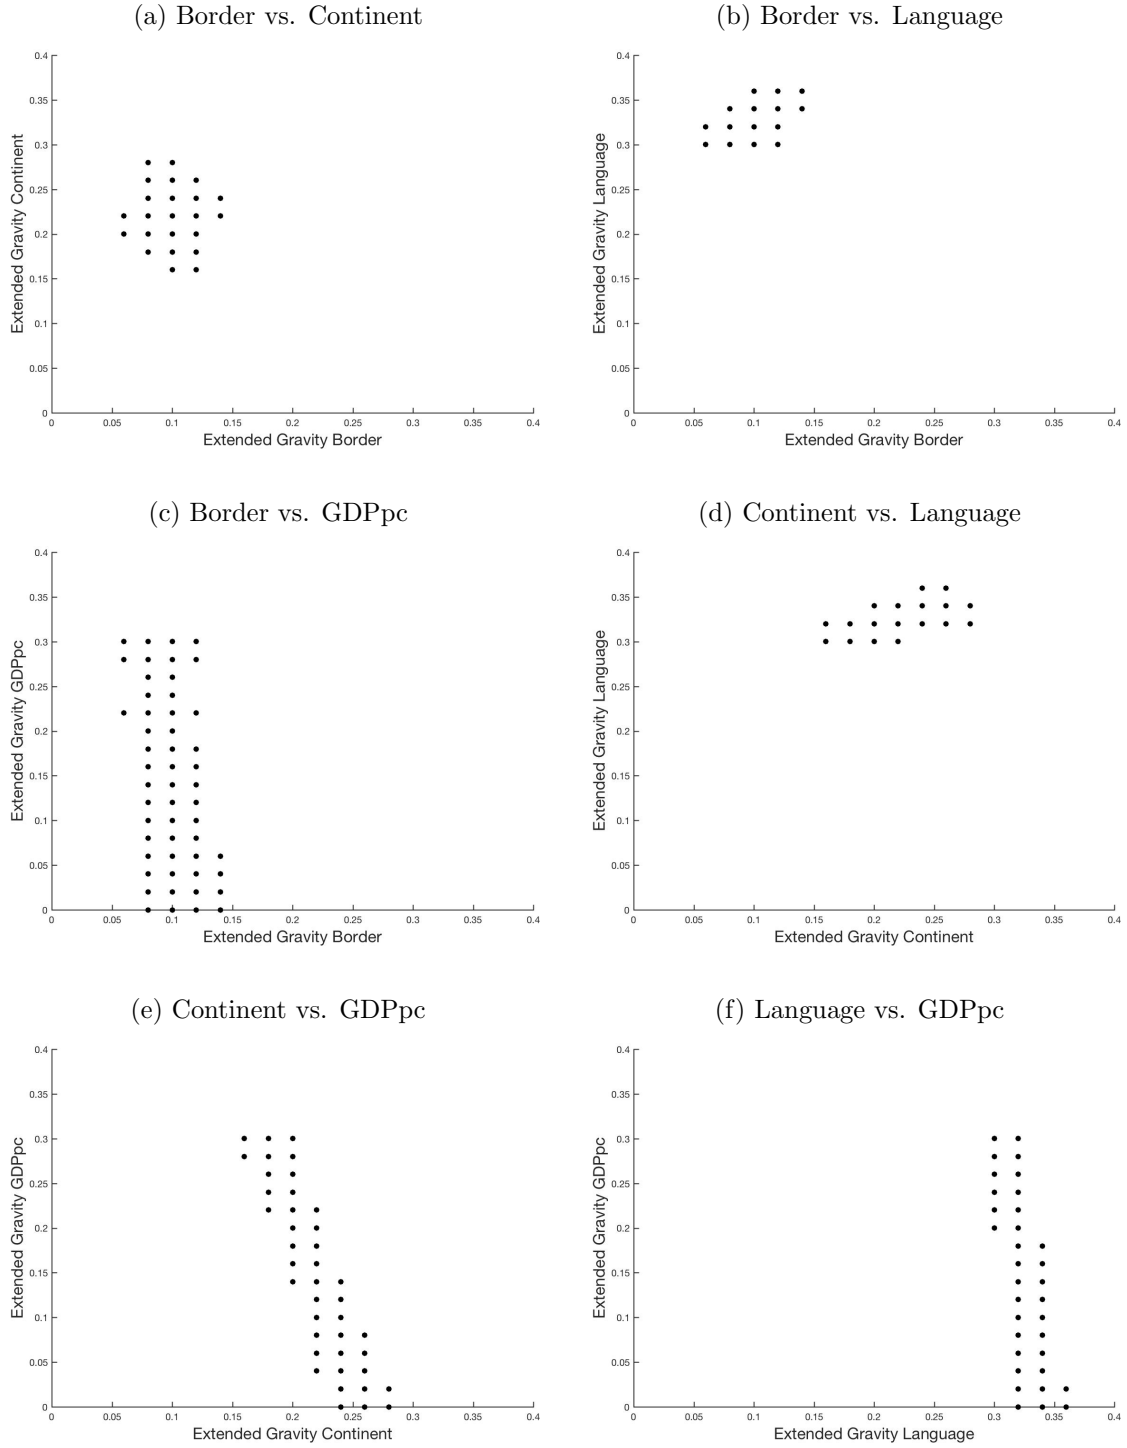 (a) Border vs. Continent
0.4
0.35
0.3
0.25
0.2
0.15
0.1
0.05
0
Extended Gravity Continent
0 0.05 0.1 0.15 0.2 0.25 0.3 0.35 0.4
Extended Gravity Border
(b) Border vs. Language
0.4
0.35
0.3
0.25
0.2
0.15
0.1
0.05
0
Extended Gravity Language
0 0.05 0.1 0.15 0.2 0.25 0.3 0.35 0.4
Extended Gravity Border
(c) Border vs. GDPpc
0.4
0.35
0.3
0.25
0.2
0.15
0.1
0.05
0
Extended Gravity GDPpc
0 0.05 0.1 0.15 0.2 0.25 0.3 0.35 0.4
Extended Gravity Border
(d) Continent vs. Language
0.4
0.35
0.3
0.25
0.2
0.15
0.1
0.05
0
Extended Gravity Language
0 0.05 0.1 0.15 0.2 0.25 0.3 0.35 0.4
Extended Gravity Continent
(e) Continent vs. GDPpc
0.4
0.35
0.3
0.25
0.2
0.15
0.1
0.05
0
Extended Gravity GDPpc
0 0.05 0.1 0.15 0.2 0.25 0.3 0.35 0.4
Extended Gravity Continent
(f) Language vs. GDPpc
0.4
0.35
0.3
0.25
0.2
0.15
0.1
0.05
0
Extended Gravity GDPpc
0 0.05 0.1 0.15 0.2 0.25 0.3 0.35 0.4
Extended Gravity Language